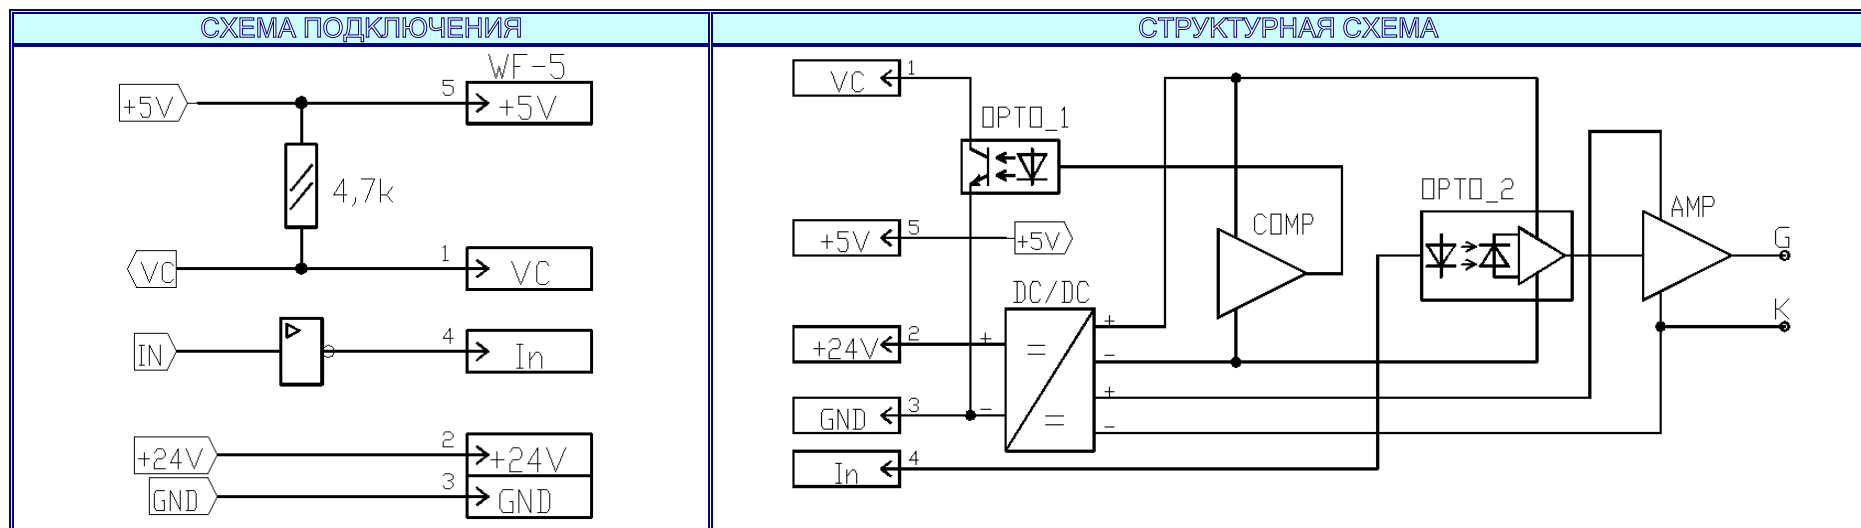 СХЕМА ПОДКЛЮЧЕНИЯ
WF-5
+5V
5
+5V
4,7k
VC
1
VC
IN
4
In
+24V
2
+24V
GND
3
GND
СТРУКТУРНАЯ СХЕМА
VC
1
OPTO_1
+5V
5
+5V
COMP
OPTO_2
AMP
G
K
DC/DC
+24V
2
+
=
+
-
GND
3
-
=
+
-
In
4